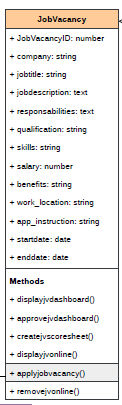 JobVacancy
+ JobVacancyID: number
+ company: string
+ jobtitle: string
+ jobdescription: text
+ responsabilities: text
+ qualification: string
+ skills: string
+ salary: number
+ benefits: string
+ work_location: string
+ app_instruction: string
+ startdate: date
+ enddate: date
Methods
+ displayjvdashboard()
+ approvejvdashboard()
+ createjvscoresheet()
+ displayjvonline()
+ applyjobvacancy()
+ removejvonline()